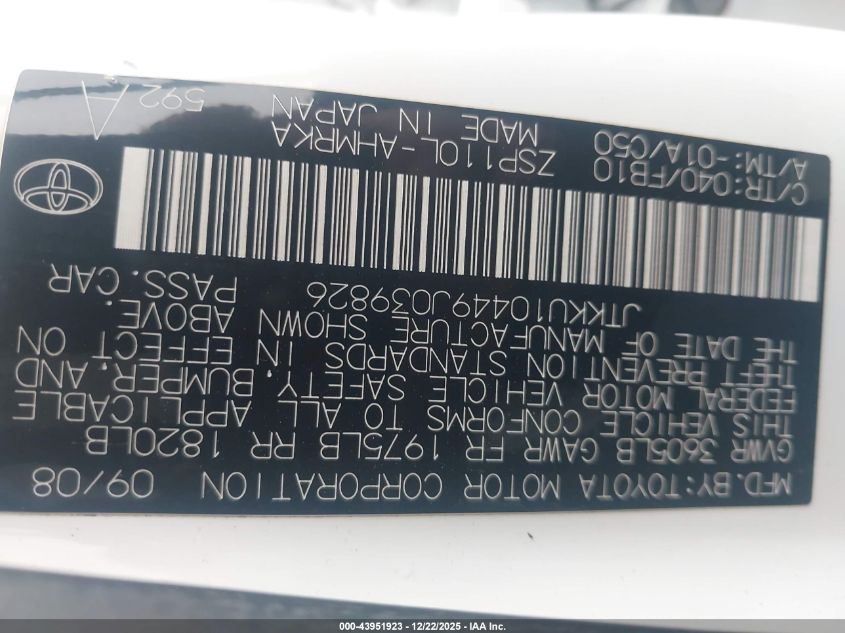 MFD.BY:TOYOTA MOTOR CORPORATION 09/08
GVWR 3605LB GAWR FR 1975LB RR 1820LB
THIS VEHICLE CONFORMS TO ALL APPLICABLE
FEDERAL MOTOR VEHICLE SAFETY, BUMPER, AND
THEFT PREVENTION STANDARDS IN EFFECT ON
THE DATE OF MANUFACTURE SHOWN ABOVE.
JTKKU10449J039826 PASS.CAR
C/TR:040/FB10 ZSP110L-AHMRKA
A/TM:-01A/C50 MADE IN JAPAN 592 A
000-43951923 - 12/22/2025 - IAA Inc.